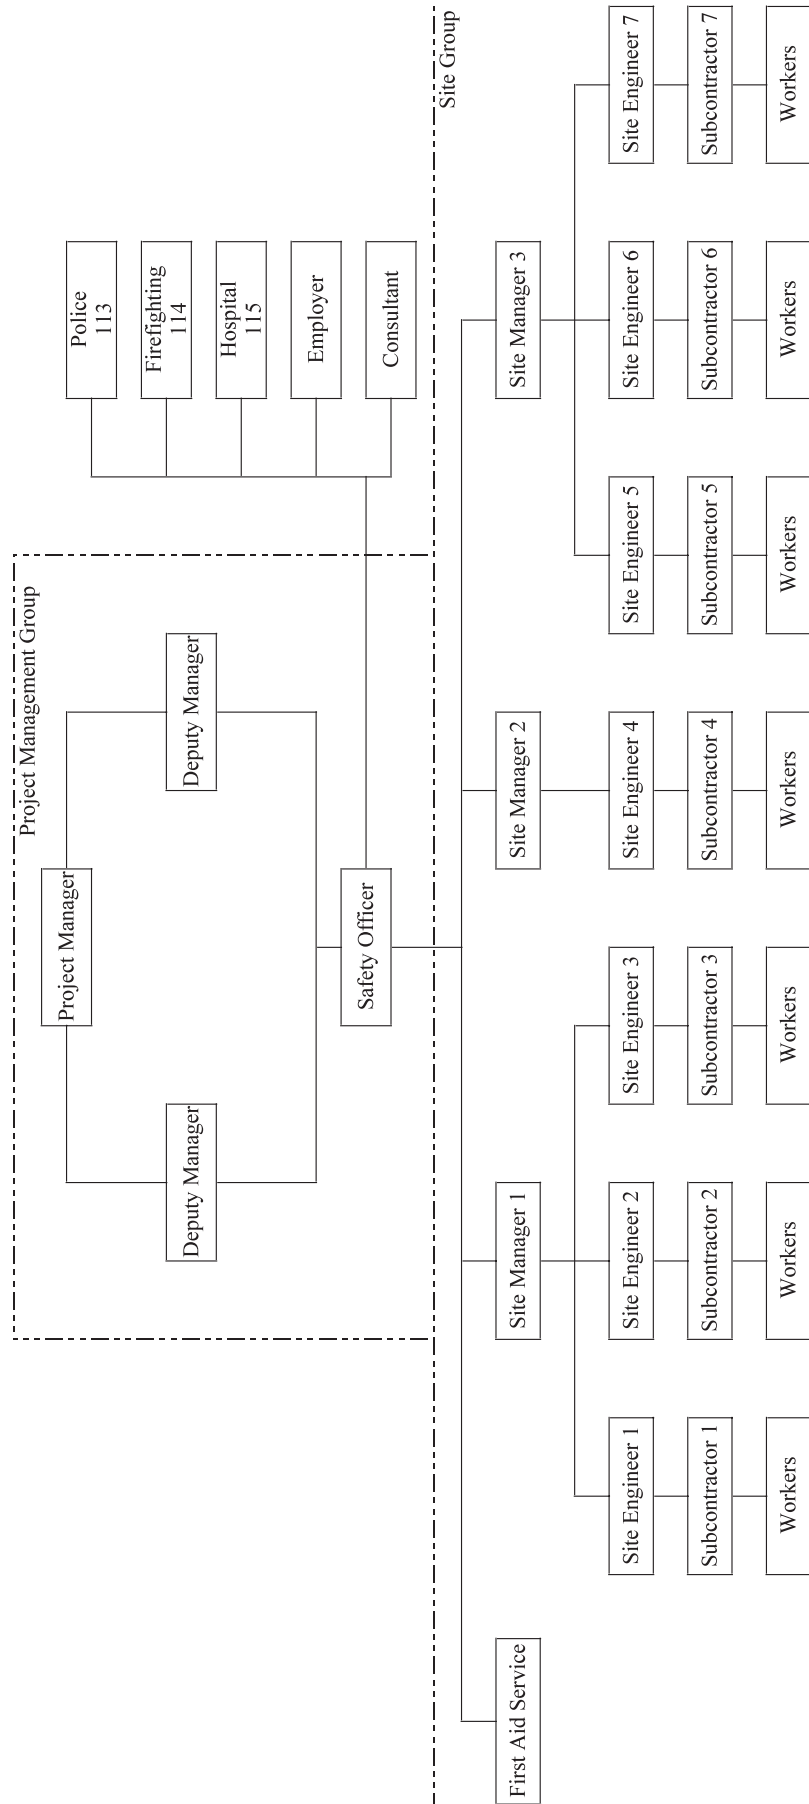 Project Management Group
Project Manager
Deputy Manager
Deputy Manager
Safety Officer
Police
113
Firefighting
114
Hospital
115
Employer
Consultant
Site Group
First Aid Service
Site Manager 1
Site Manager 2
Site Manager 3
Site Engineer 1
Site Engineer 2
Site Engineer 3
Site Engineer 4
Site Engineer 5
Site Engineer 6
Site Engineer 7
Subcontractor 1
Subcontractor 2
Subcontractor 3
Subcontractor 4
Subcontractor 5
Subcontractor 6
Subcontractor 7
Workers
Workers
Workers
Workers
Workers
Workers
Workers